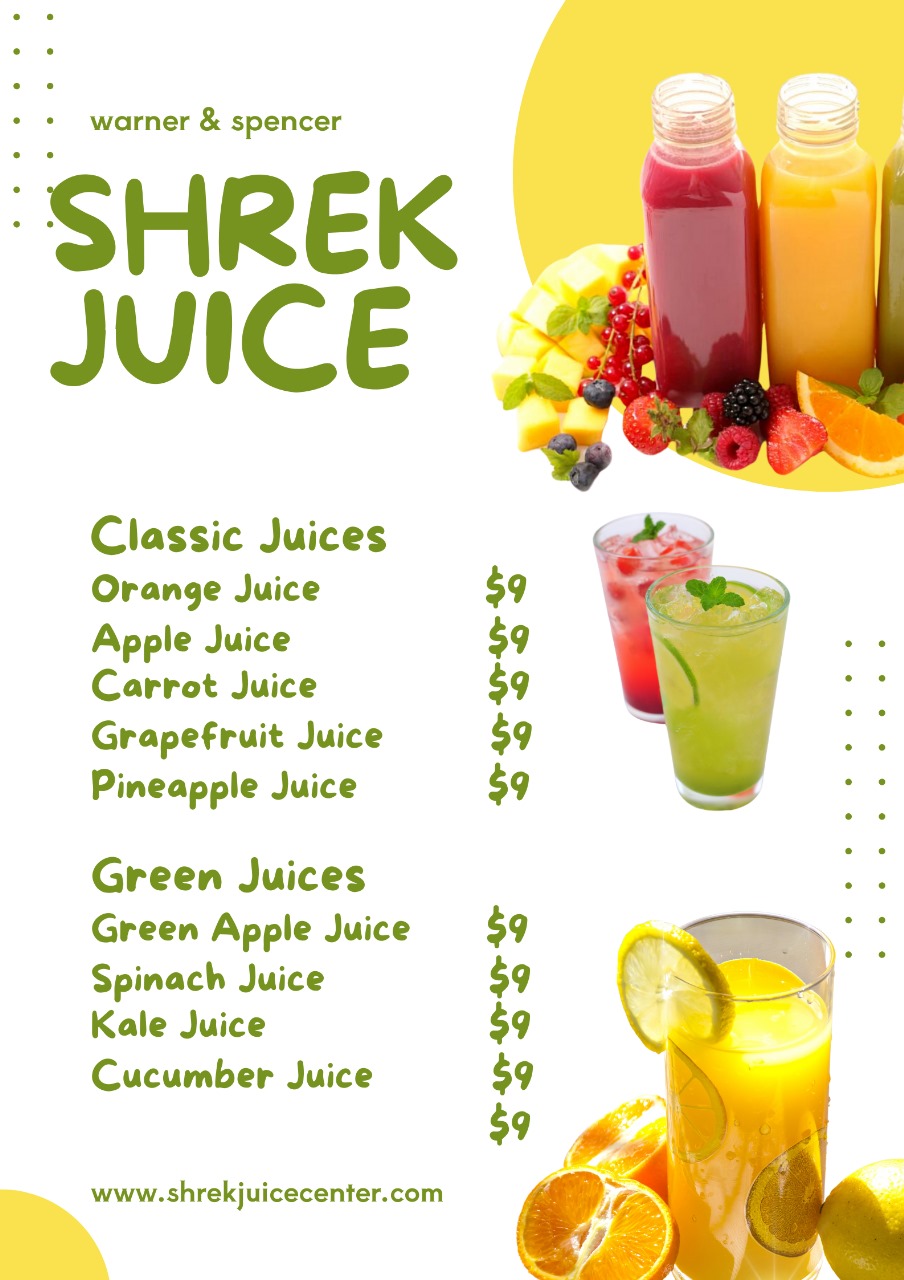 warner & spencer
SHREK
JUICE
Classic Juices
Orange Juice $9
Apple Juice $9
Carrot Juice $9
Grapefruit Juice $9
Pineapple Juice $9
Green Juices
Green Apple Juice $9
Spinach Juice $9
Kale Juice $9
Cucumber Juice $9
$9
www.shrekjuicecenter.com